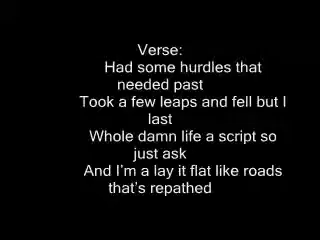 Verse:
Had some hurdles that
needed past
Took a few leaps and fell but I
last
Whole damn life a script so
just ask
And I'm a lay it flat like roads
that's repathed